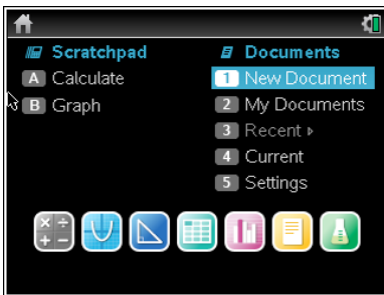 Scratchpad
A Calculate
B Graph
Documents
1 New Document
2 My Documents
3 Recent ▸
4 Current
5 Settings